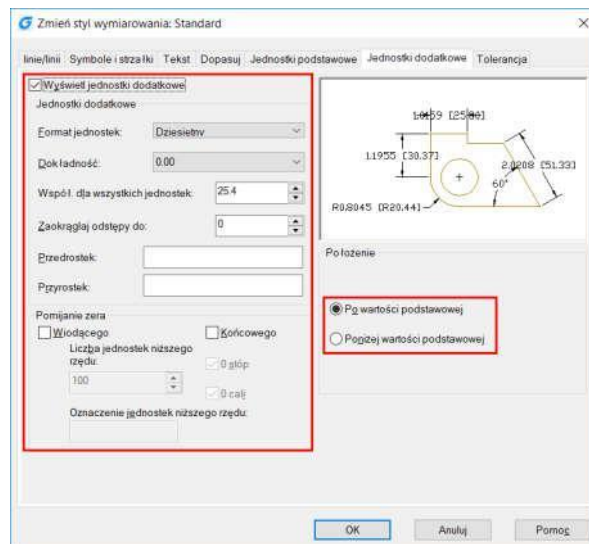 Zmień styl wymiarowania: Standard
linie/linii Symbole i strzałki Tekst Dopasuj Jednostki podstawowe Jednostki dodatkowe Tolerancja
Wyświetl jednostki dodatkowe
Jednostki dodatkowe
Format jednostek: Dziesiętny
Dokładność: 0.00
Współ. dla wszystkich jednostek: 25.4
Zaokrąglaj odstępy do: 0
Przedrostek:
Przyrostek:
Pomijanie zera
Wiodącego Końcowego
Liczba jednostek niższego
rzędu:
0 stóp
100
0 cali
Oznaczenie jednostek niższego rzędu:
1.1955 [30.37]
2.0208 [51.33]
60°
R0.8045 [R20.44]
Położenie
Po wartości podstawowej
Poniżej wartości podstawowej
OK Anuluj Pomoc